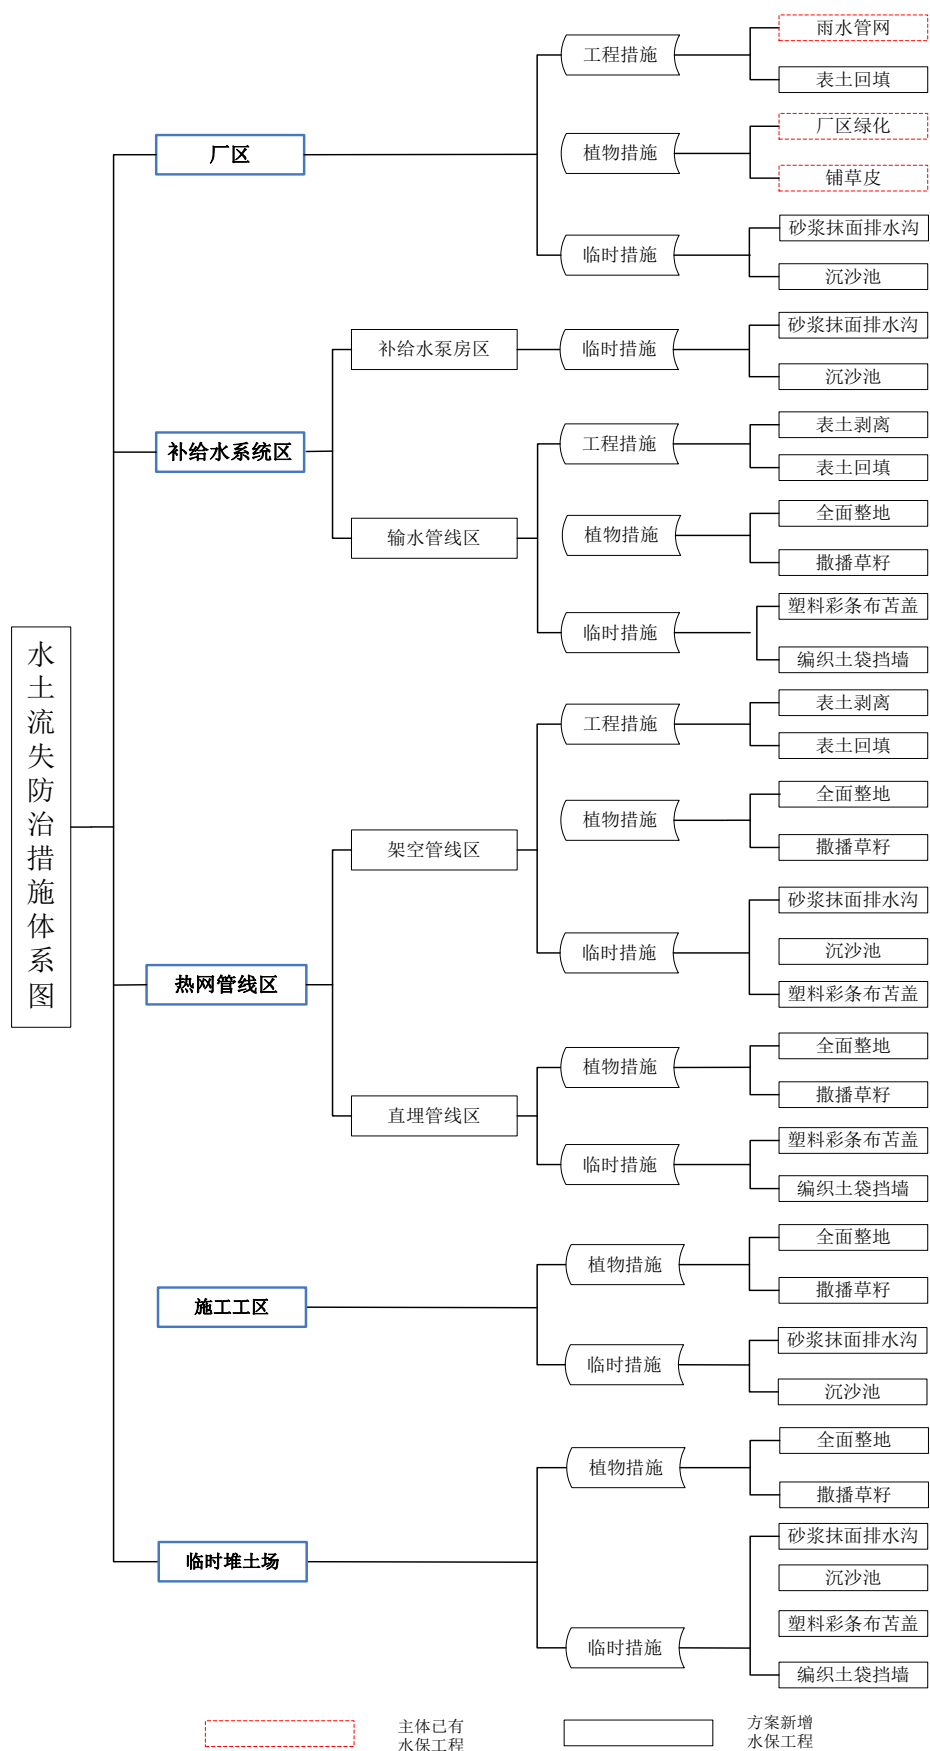 水土流失防治措施体系图
厂区
工程措施
雨水管网
表土回填
植物措施
厂区绿化
铺草皮
临时措施
砂浆抹面排水沟
沉沙池
补给水系统区
补给水泵房区
临时措施
砂浆抹面排水沟
沉沙池
输水管线区
工程措施
表土剥离
表土回填
植物措施
全面整地
撒播草籽
临时措施
塑料彩条布苫盖
编织土袋挡墙
热网管线区
架空管线区
工程措施
表土剥离
表土回填
植物措施
全面整地
撒播草籽
临时措施
砂浆抹面排水沟
沉沙池
塑料彩条布苫盖
直埋管线区
植物措施
全面整地
撒播草籽
临时措施
塑料彩条布苫盖
编织土袋挡墙
施工工区
植物措施
全面整地
撒播草籽
临时措施
砂浆抹面排水沟
沉沙池
临时堆土场
植物措施
全面整地
撒播草籽
临时措施
砂浆抹面排水沟
沉沙池
塑料彩条布苫盖
编织土袋挡墙
主体已有
水保工程
方案新增
水保工程